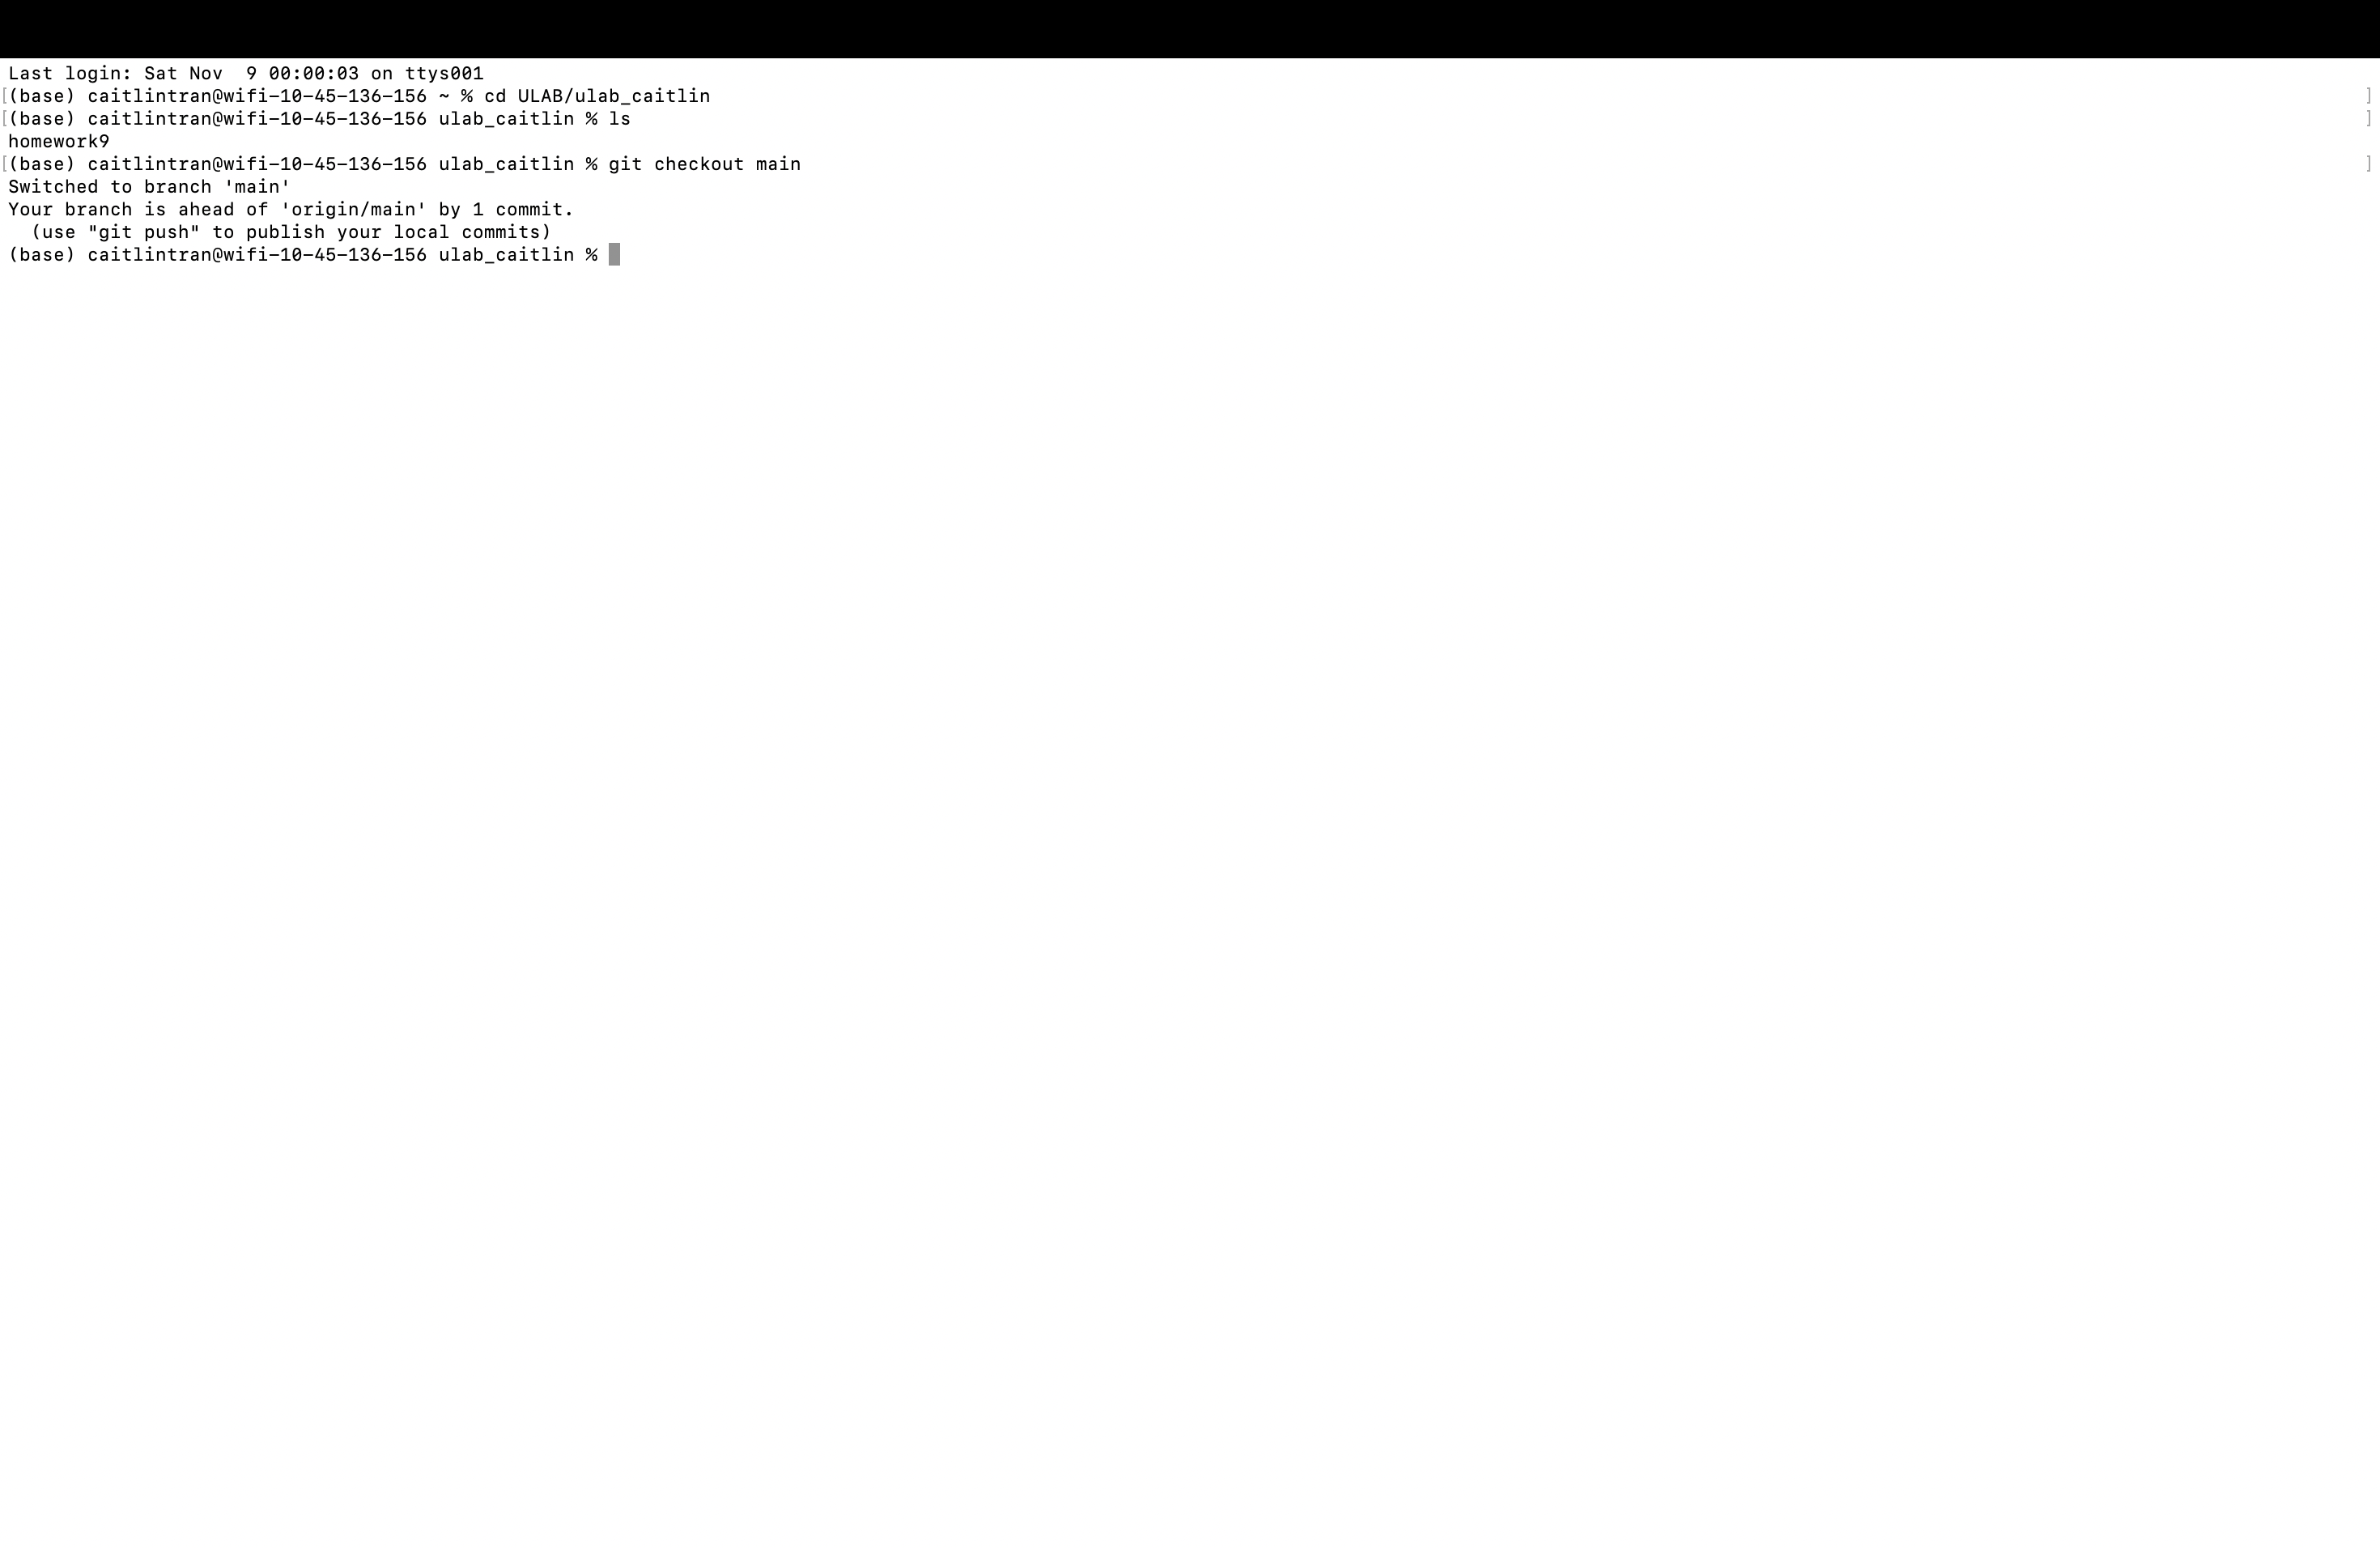 Last login: Sat Nov  9 00:00:03 on ttys001
[(base) caitlintran@wifi-10-45-136-156 ~ % cd ULAB/ulab_caitlin ]
[(base) caitlintran@wifi-10-45-136-156 ulab_caitlin % ls ]
homework9
[(base) caitlintran@wifi-10-45-136-156 ulab_caitlin % git checkout main ]
Switched to branch 'main'
Your branch is ahead of 'origin/main' by 1 commit.
  (use "git push" to publish your local commits)
(base) caitlintran@wifi-10-45-136-156 ulab_caitlin %